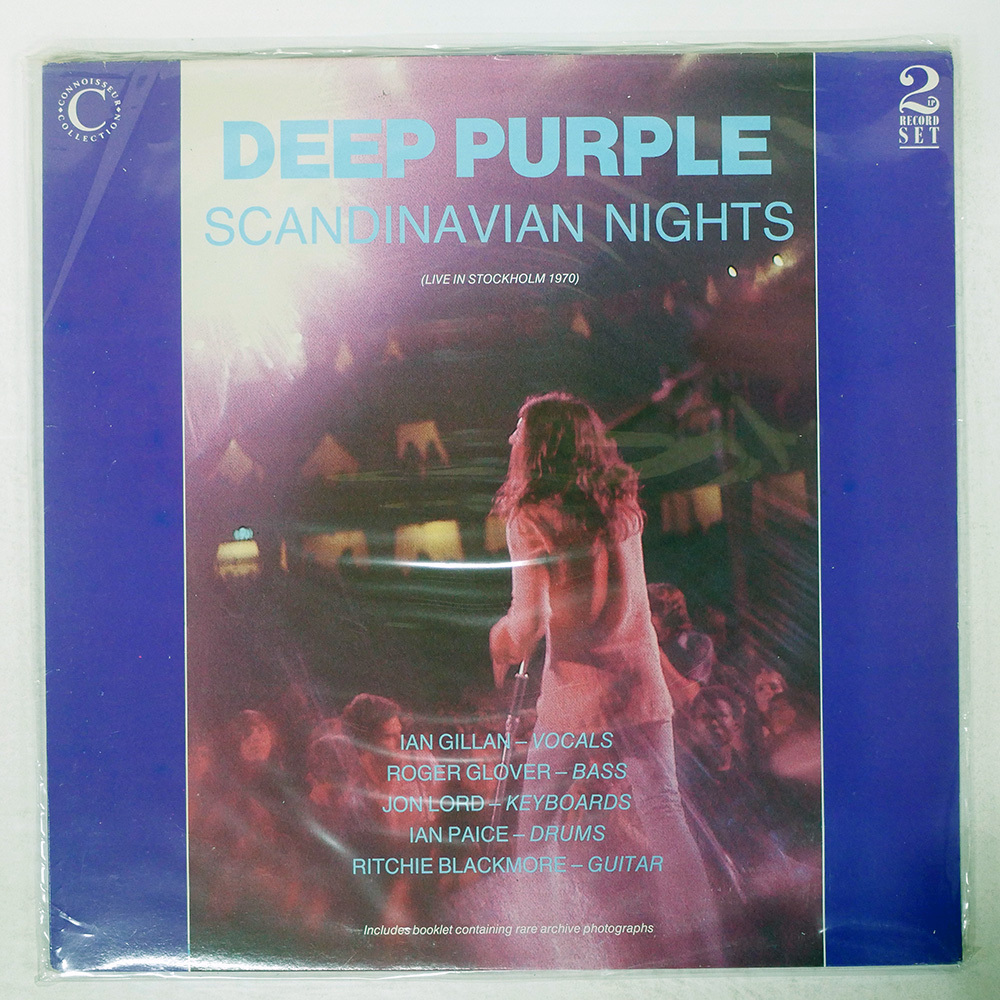 CONNOISSEUR
C
COLLECTION
2
LP
RECORD
SET
DEEP PURPLE
SCANDINAVIAN NIGHTS
(LIVE IN STOCKHOLM 1970)
IAN GILLAN – VOCALS
ROGER GLOVER – BASS
JON LORD – KEYBOARDS
IAN PAICE – DRUMS
RITCHIE BLACKMORE – GUITAR
Includes booklet containing rare archive photographs